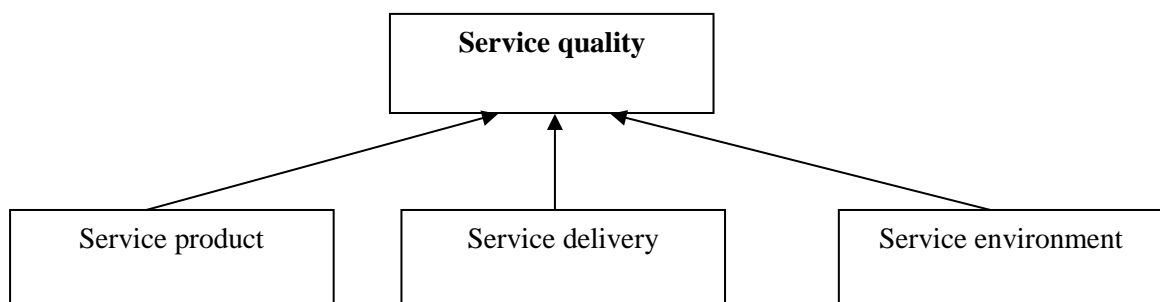 Service quality
Service product
Service delivery
Service environment